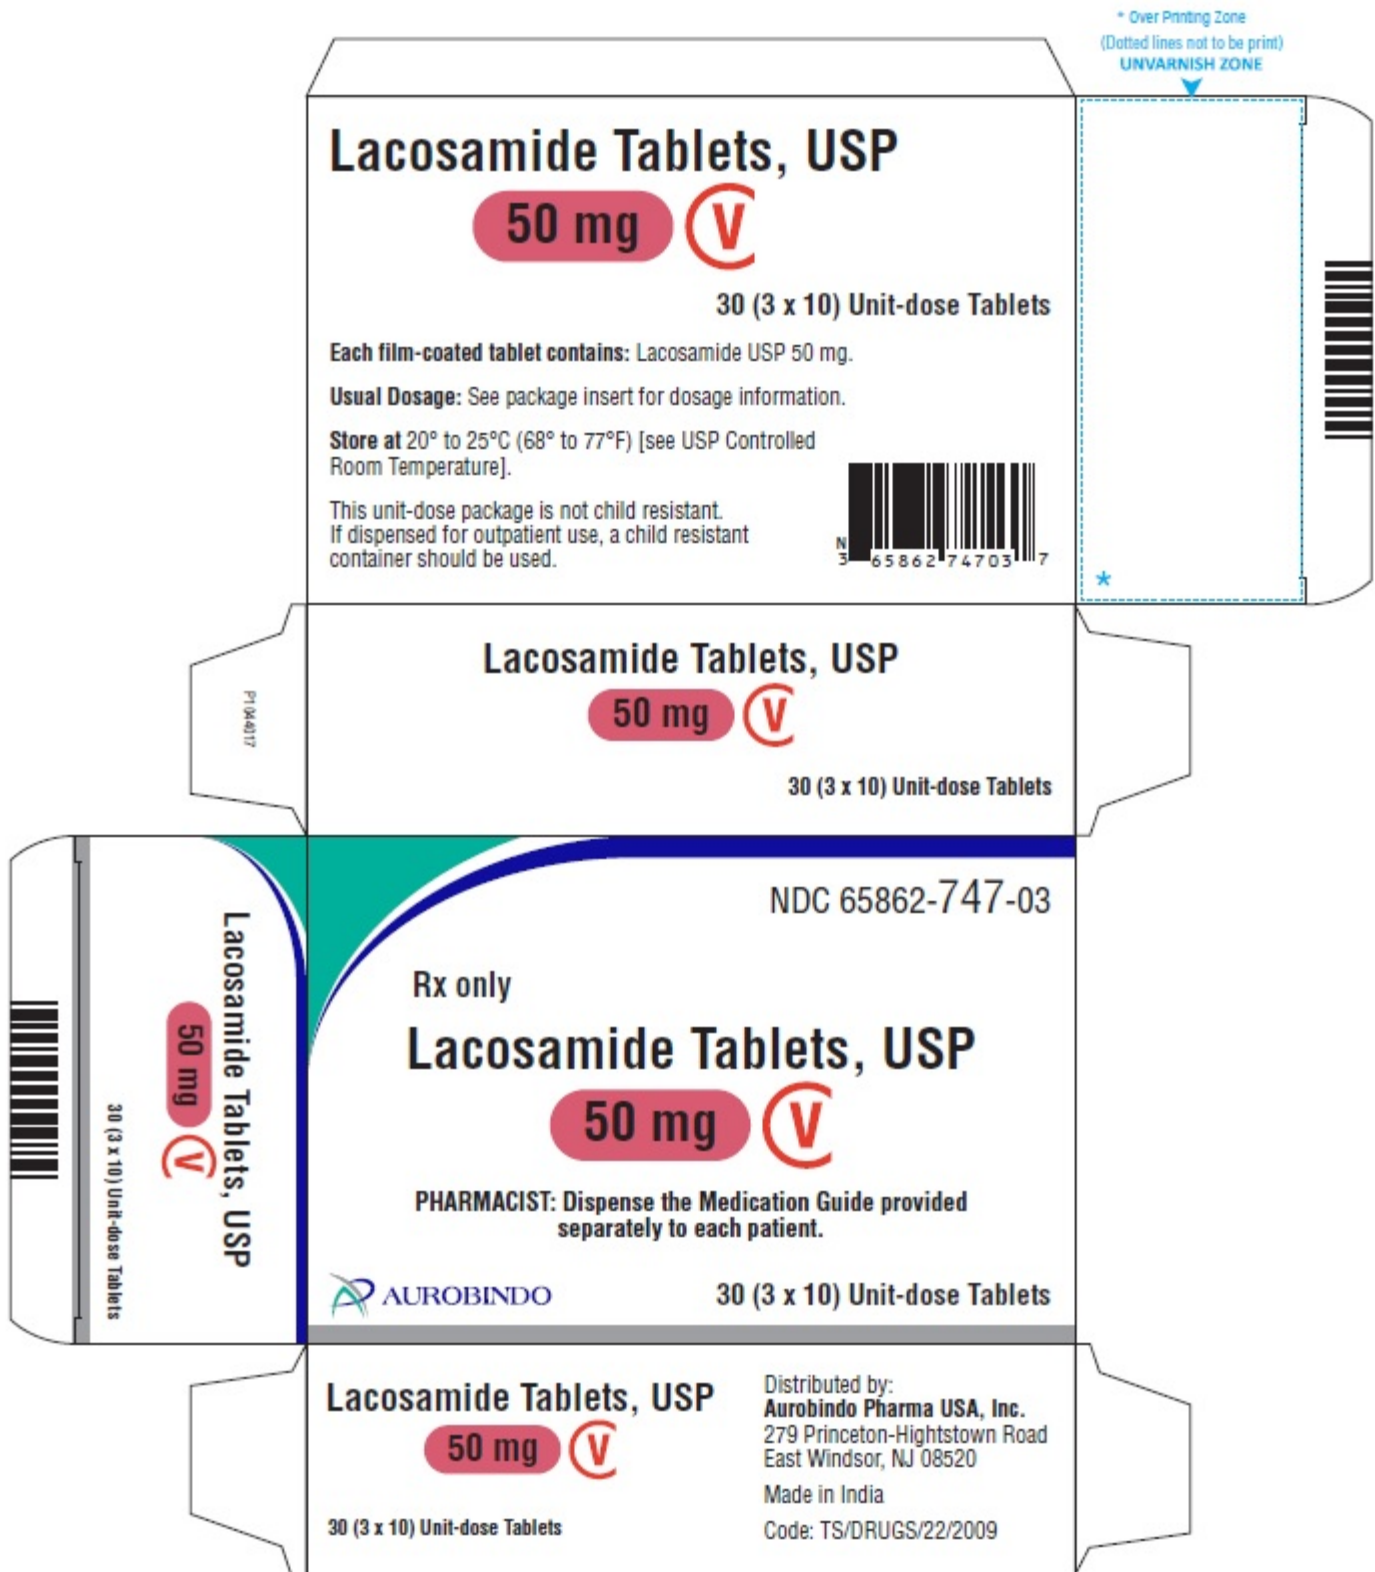 * Over Printing Zone
(Dotted lines not to be print)
UNVARNISH ZONE
Lacosamide Tablets, USP
50 mg CV
30 (3 x 10) Unit-dose Tablets
Each film-coated tablet contains: Lacosamide USP 50 mg.
Usual Dosage: See package insert for dosage information.
Store at 20° to 25°C (68° to 77°F) [see USP Controlled
Room Temperature].
This unit-dose package is not child resistant.
If dispensed for outpatient use, a child resistant
container should be used.
N
3 65862 74703 7
*
Lacosamide Tablets, USP
50 mg CV
30 (3 x 10) Unit-dose Tablets
P1044017
Lacosamide Tablets, USP
50 mg CV
30 (3 x 10) Unit-dose Tablets
NDC 65862-747-03
Rx only
Lacosamide Tablets, USP
50 mg CV
PHARMACIST: Dispense the Medication Guide provided
separately to each patient.
AUROBINDO
30 (3 x 10) Unit-dose Tablets
Lacosamide Tablets, USP
50 mg CV
30 (3 x 10) Unit-dose Tablets
Distributed by:
Aurobindo Pharma USA, Inc.
279 Princeton-Hightstown Road
East Windsor, NJ 08520
Made in India
Code: TS/DRUGS/22/2009